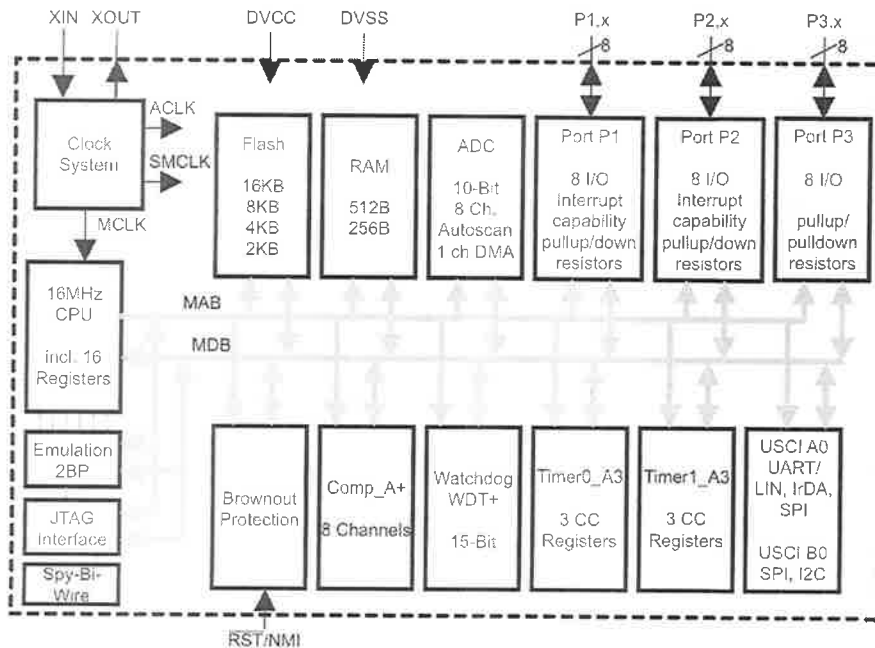 XIN XOUT DVCC DVSS P1.x P2.x P3.x
8 8 8
ACLK
SMCLK
MCLK
Clock
System
Flash
16KB
8KB
4KB
2KB
RAM
512B
256B
ADC
10-Bit
8 Ch.
Autoscan
1 ch DMA
Port P1
8 I/O
Interrupt
capability
pullup/down
resistors
Port P2
8 I/O
Interrupt
capability
pullup/down
resistors
Port P3
8 I/O
pullup/
pulldown
resistors
16MHz
CPU
incl. 16
Registers
MAB
MDB
Emulation
2BP
JTAG
Interface
Spy-Bi-
Wire
Brownout
Protection
Comp_A+
8 Channels
Watchdog
WDT+
15-Bit
Timer0_A3
3 CC
Registers
Timer1_A3
3 CC
Registers
USCI A0
UART/
LIN, IrDA,
SPI
USCI B0
SPI, I2C
RST/NMI